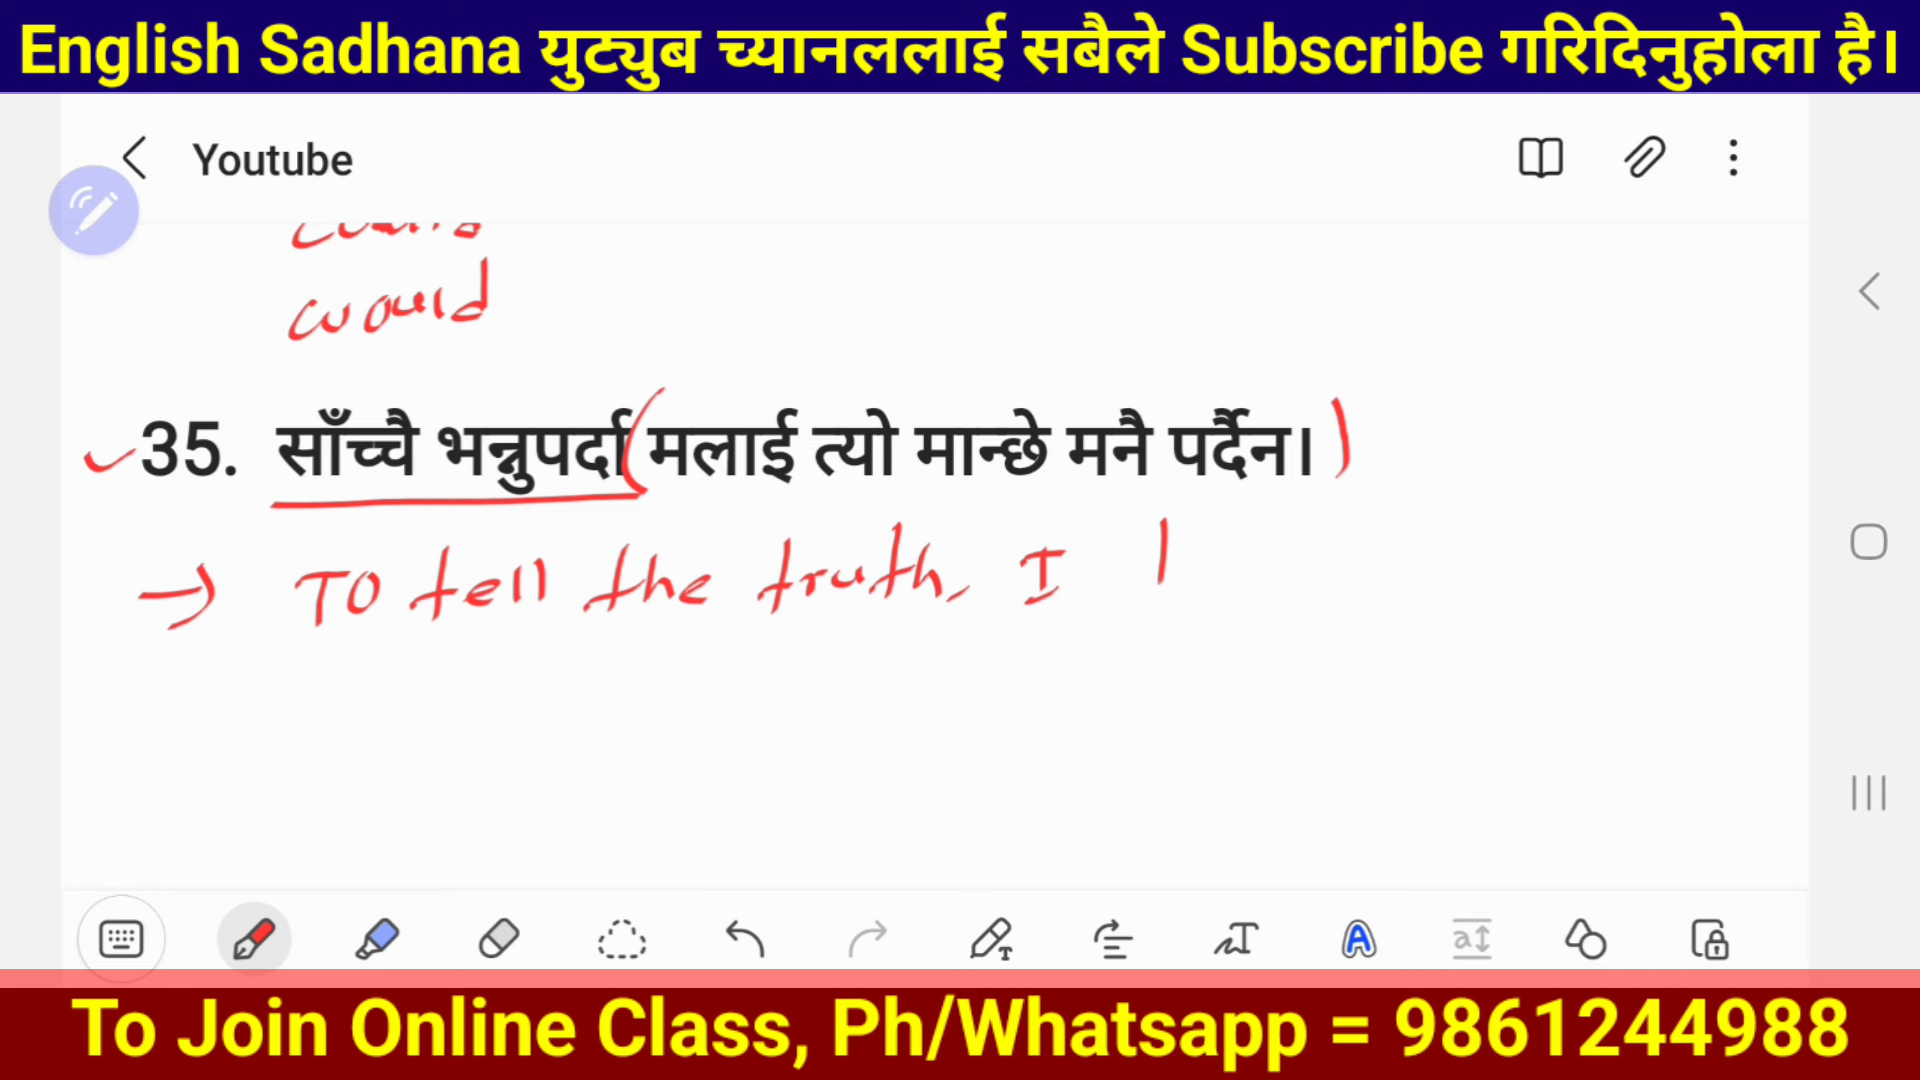 English Sadhana युट्युब च्यानललाई सबैले Subscribe गरिदिनुहोला है।
Youtube
would
35. साँच्चै भन्नुपर्दा ( मलाई त्यो मान्छे मनै पर्दैन। )
→ To tell the truth, I
To Join Online Class, Ph/Whatsapp = 9861244988